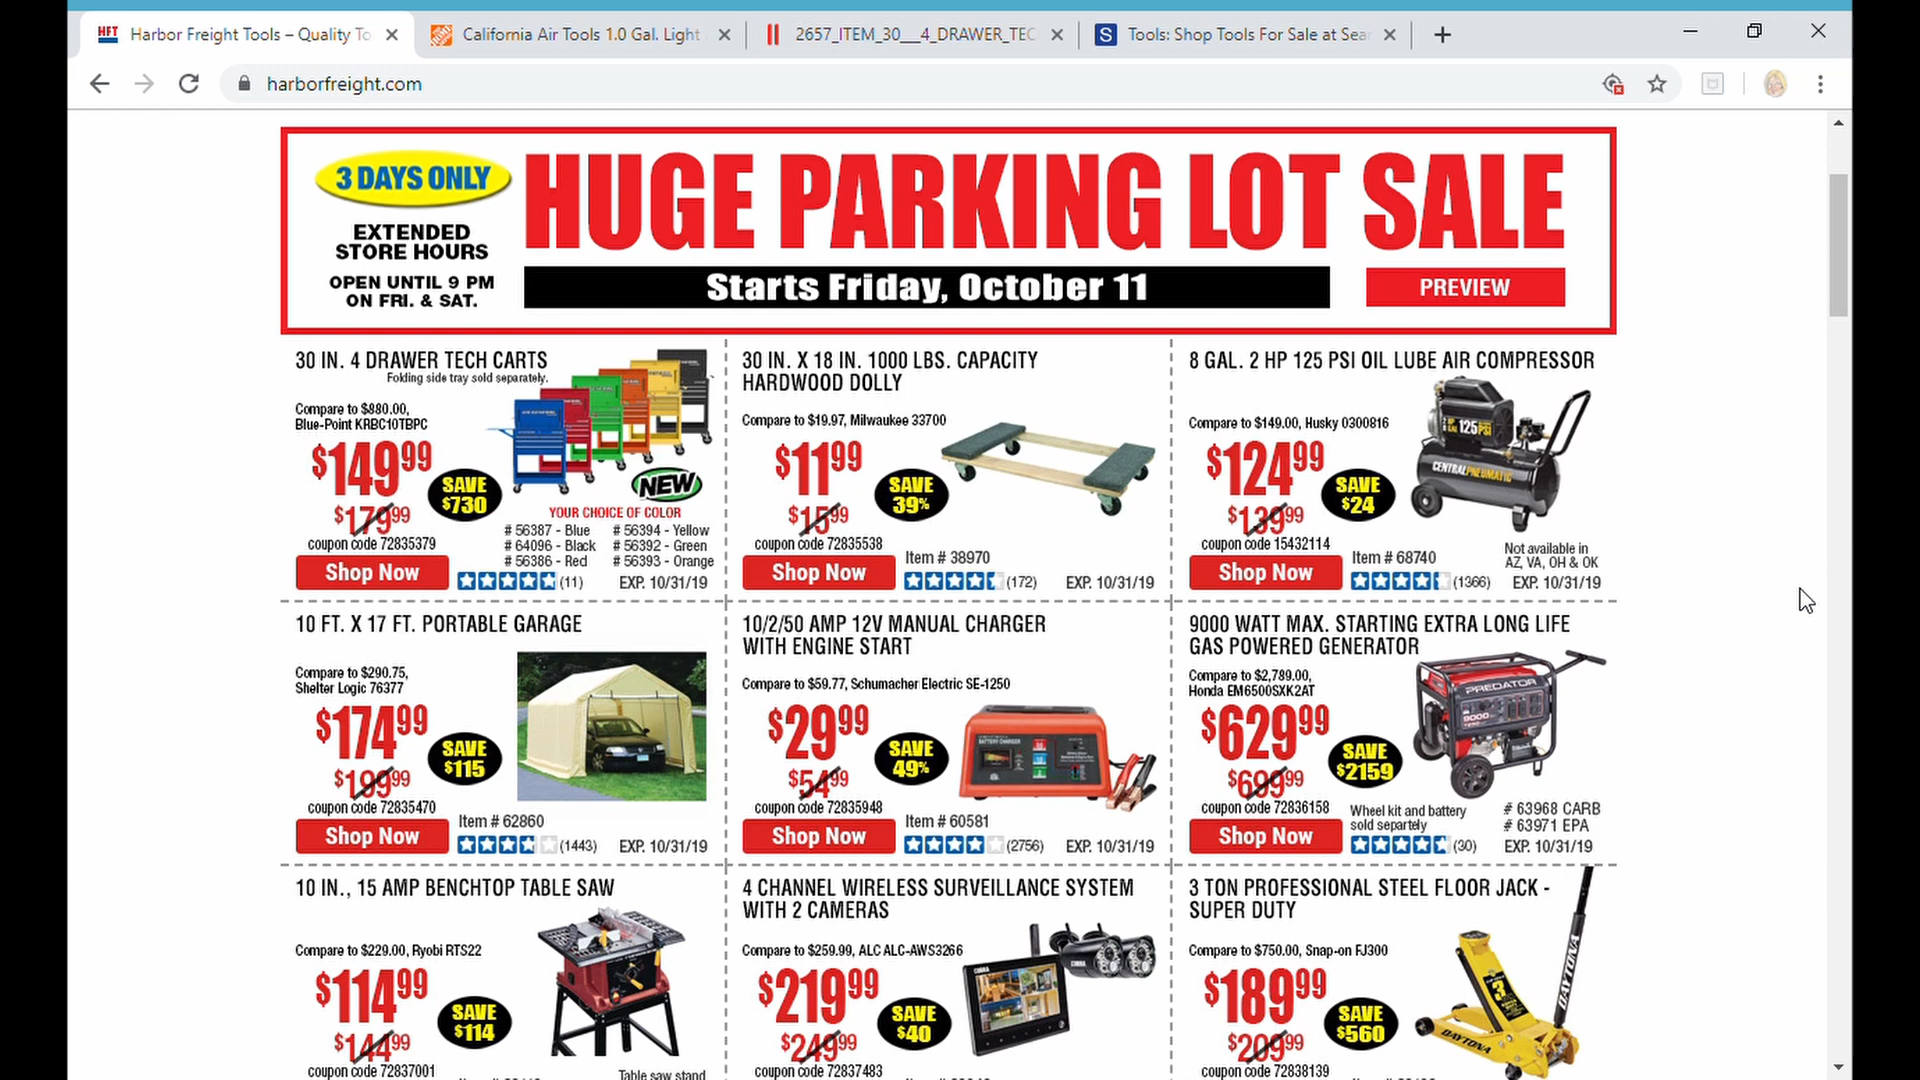 Harbor Freight Tools – Quality To
California Air Tools 1.0 Gal. Light
2657_ITEM_30___4_DRAWER_TEC
S Tools: Shop Tools For Sale at Sear
harborfreight.com
3 DAYS ONLY
EXTENDED
STORE HOURS
OPEN UNTIL 9 PM
ON FRI. & SAT.
HUGE PARKING LOT SALE
Starts Friday, October 11
PREVIEW
30 IN. 4 DRAWER TECH CARTS
Folding side tray sold separately.
Compare to $880.00,
Blue-Point KRBC10TBPC
$149.99
SAVE
$730
$179.99
NEW
YOUR CHOICE OF COLOR
# 56387 - Blue # 56394 - Yellow
# 64096 - Black # 56392 - Green
# 56386 - Red # 56393 - Orange
coupon code 72835379
Shop Now
(11) EXP. 10/31/19
30 IN. X 18 IN. 1000 LBS. CAPACITY
HARDWOOD DOLLY
Compare to $19.97, Milwaukee 33700
$11.99
SAVE
39%
$15.99
coupon code 72835538
Item # 38970
Shop Now
(172) EXP. 10/31/19
8 GAL. 2 HP 125 PSI OIL LUBE AIR COMPRESSOR
Compare to $149.00, Husky 0300816
$124.99
SAVE
$24
$139.99
125 PSI
CENTRALPNEUMATIC
coupon code 15432114
Item # 68740
Not available in
AZ, VA, OH & OK
Shop Now
(1366) EXP. 10/31/19
10 FT. X 17 FT. PORTABLE GARAGE
Compare to $290.75,
Shelter Logic 76377
$174.99
SAVE
$115
$199.99
coupon code 72835470
Item # 62860
Shop Now
(1443) EXP. 10/31/19
10/2/50 AMP 12V MANUAL CHARGER
WITH ENGINE START
Compare to $59.77, Schumacher Electric SE-1250
$29.99
SAVE
49%
$54.99
BATTERY CHARGER
coupon code 72835948
Item # 60581
Shop Now
(2756) EXP. 10/31/19
9000 WATT MAX. STARTING EXTRA LONG LIFE
GAS POWERED GENERATOR
Compare to $2,789.00,
Honda EM6500SXK2AT
$629.99
SAVE
$2159
$699.99
PREDATOR
9000
coupon code 72836158
Wheel kit and battery
sold separtely
# 63968 CARB
# 63971 EPA
Shop Now
(30) EXP. 10/31/19
10 IN., 15 AMP BENCHTOP TABLE SAW
Compare to $229.00, Ryobi RTS22
$114.99
SAVE
$114
$144.99
coupon code 72837001
Table saw stand
4 CHANNEL WIRELESS SURVEILLANCE SYSTEM
WITH 2 CAMERAS
Compare to $259.99, ALC ALC-AWS3266
$219.99
SAVE
$40
$249.99
COBRA
coupon code 72837483
3 TON PROFESSIONAL STEEL FLOOR JACK -
SUPER DUTY
Compare to $750.00, Snap-on FJ300
$189.99
SAVE
$560
$209.99
DAYTONA
3
DAYTONA
coupon code 72838139